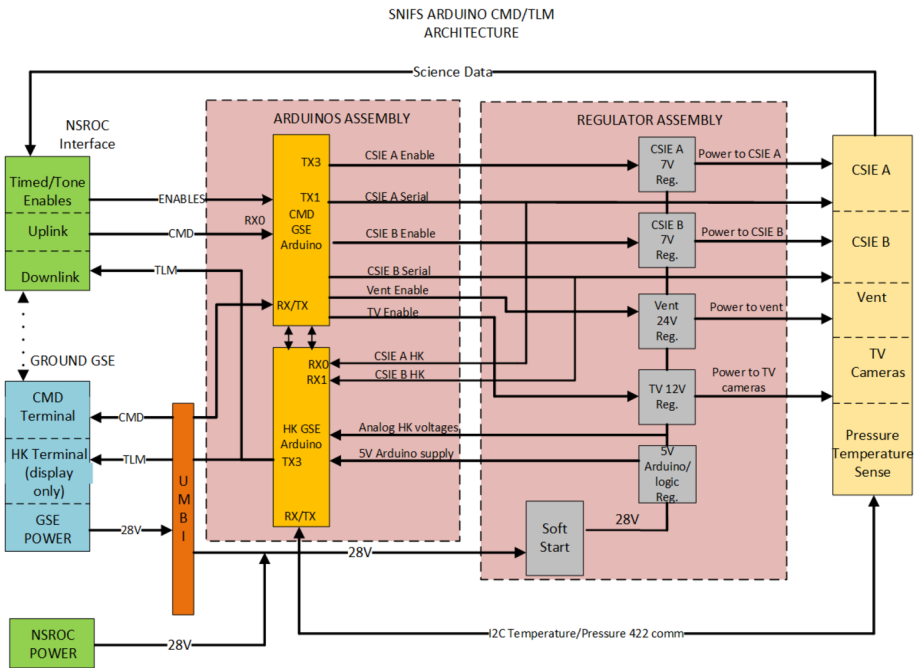 SNIFS ARDUINO CMD/TLM
ARCHITECTURE
Science Data
NSROC
Interface
Timed/Tone
Enables
Uplink
Downlink
ENABLES
CMD
TLM
GROUND GSE
CMD
Terminal
HK Terminal
(display
only)
GSE
POWER
CMD
TLM
28V
UMBI
NSROC
POWER
28V
ARDUINOS ASSEMBLY
TX3
TX1
RX0
CMD
GSE
Arduino
RX/TX
RX0
RX1
HK GSE
Arduino
TX3
RX/TX
CSIE A Enable
CSIE A Serial
CSIE B Enable
CSIE B Serial
Vent Enable
TV Enable
CSIE A HK
CSIE B HK
Analog HK voltages
5V Arduino supply
28V
REGULATOR ASSEMBLY
CSIE A
7V
Reg.
CSIE B
7V
Reg.
Vent
24V
Reg.
TV 12V
Reg.
5V
Arduino/
logic
Reg.
Soft
Start
28V
Power to CSIE A
Power to CSIE B
Power to vent
Power to TV
cameras
CSIE A
CSIE B
Vent
TV
Cameras
Pressure
Temperature
Sense
I2C Temperature/Pressure 422 comm